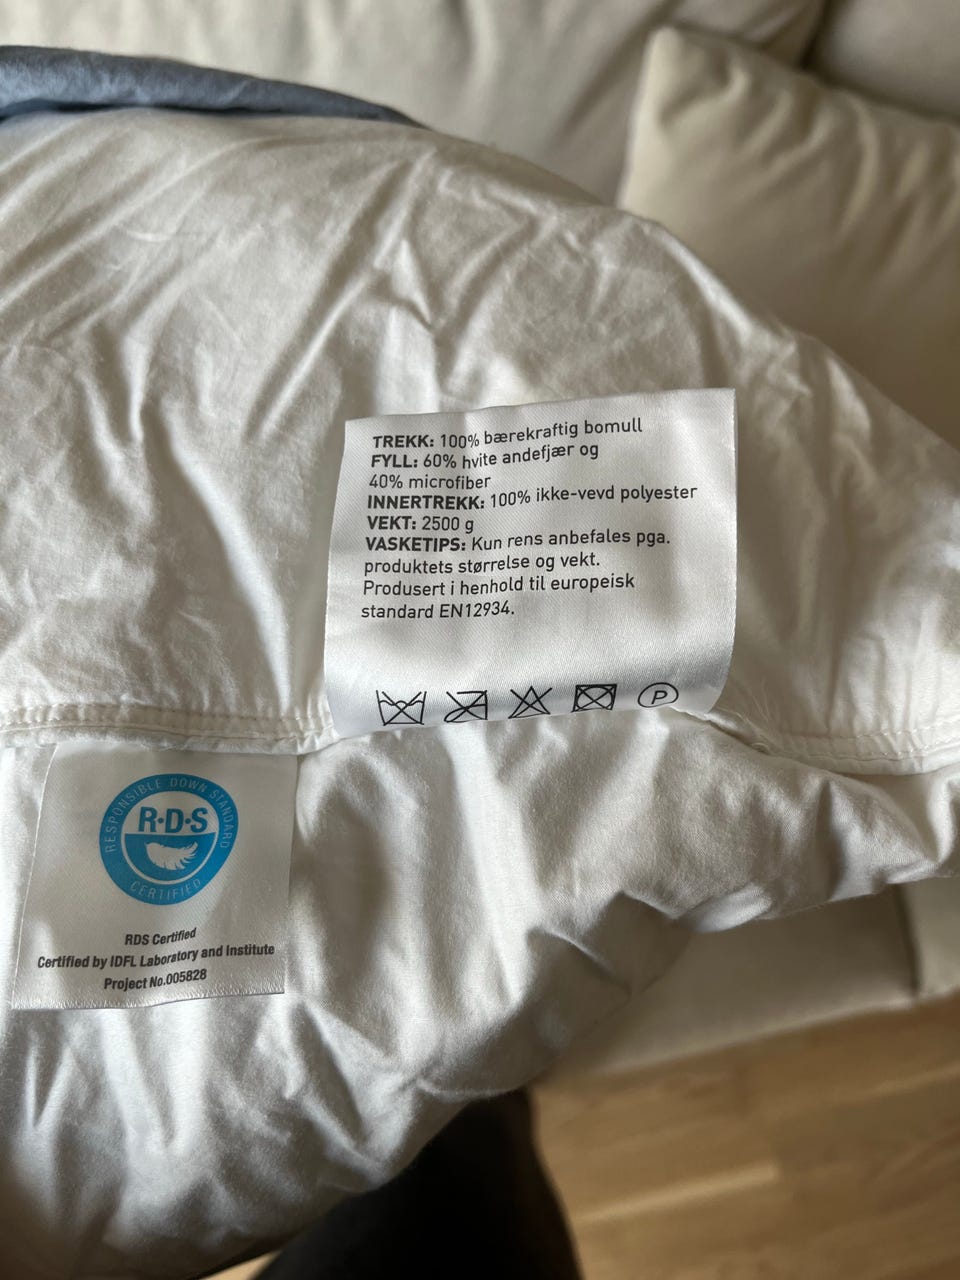 TREKK: 100% bærekraftig bomull
FYLL: 60% hvite andefjær og
40% microfiber
INNERTREKK: 100% ikke-vevd polyester
VEKT: 2500 g
VASKETIPS: Kun rens anbefales pga.
produktets størrelse og vekt.
Produsert i henhold til europeisk
standard EN12934.
P
RESPONSIBLE DOWN STANDARD
R·D·S
CERTIFIED
RDS Certified
Certified by IDFL Laboratory and Institute
Project No.005828